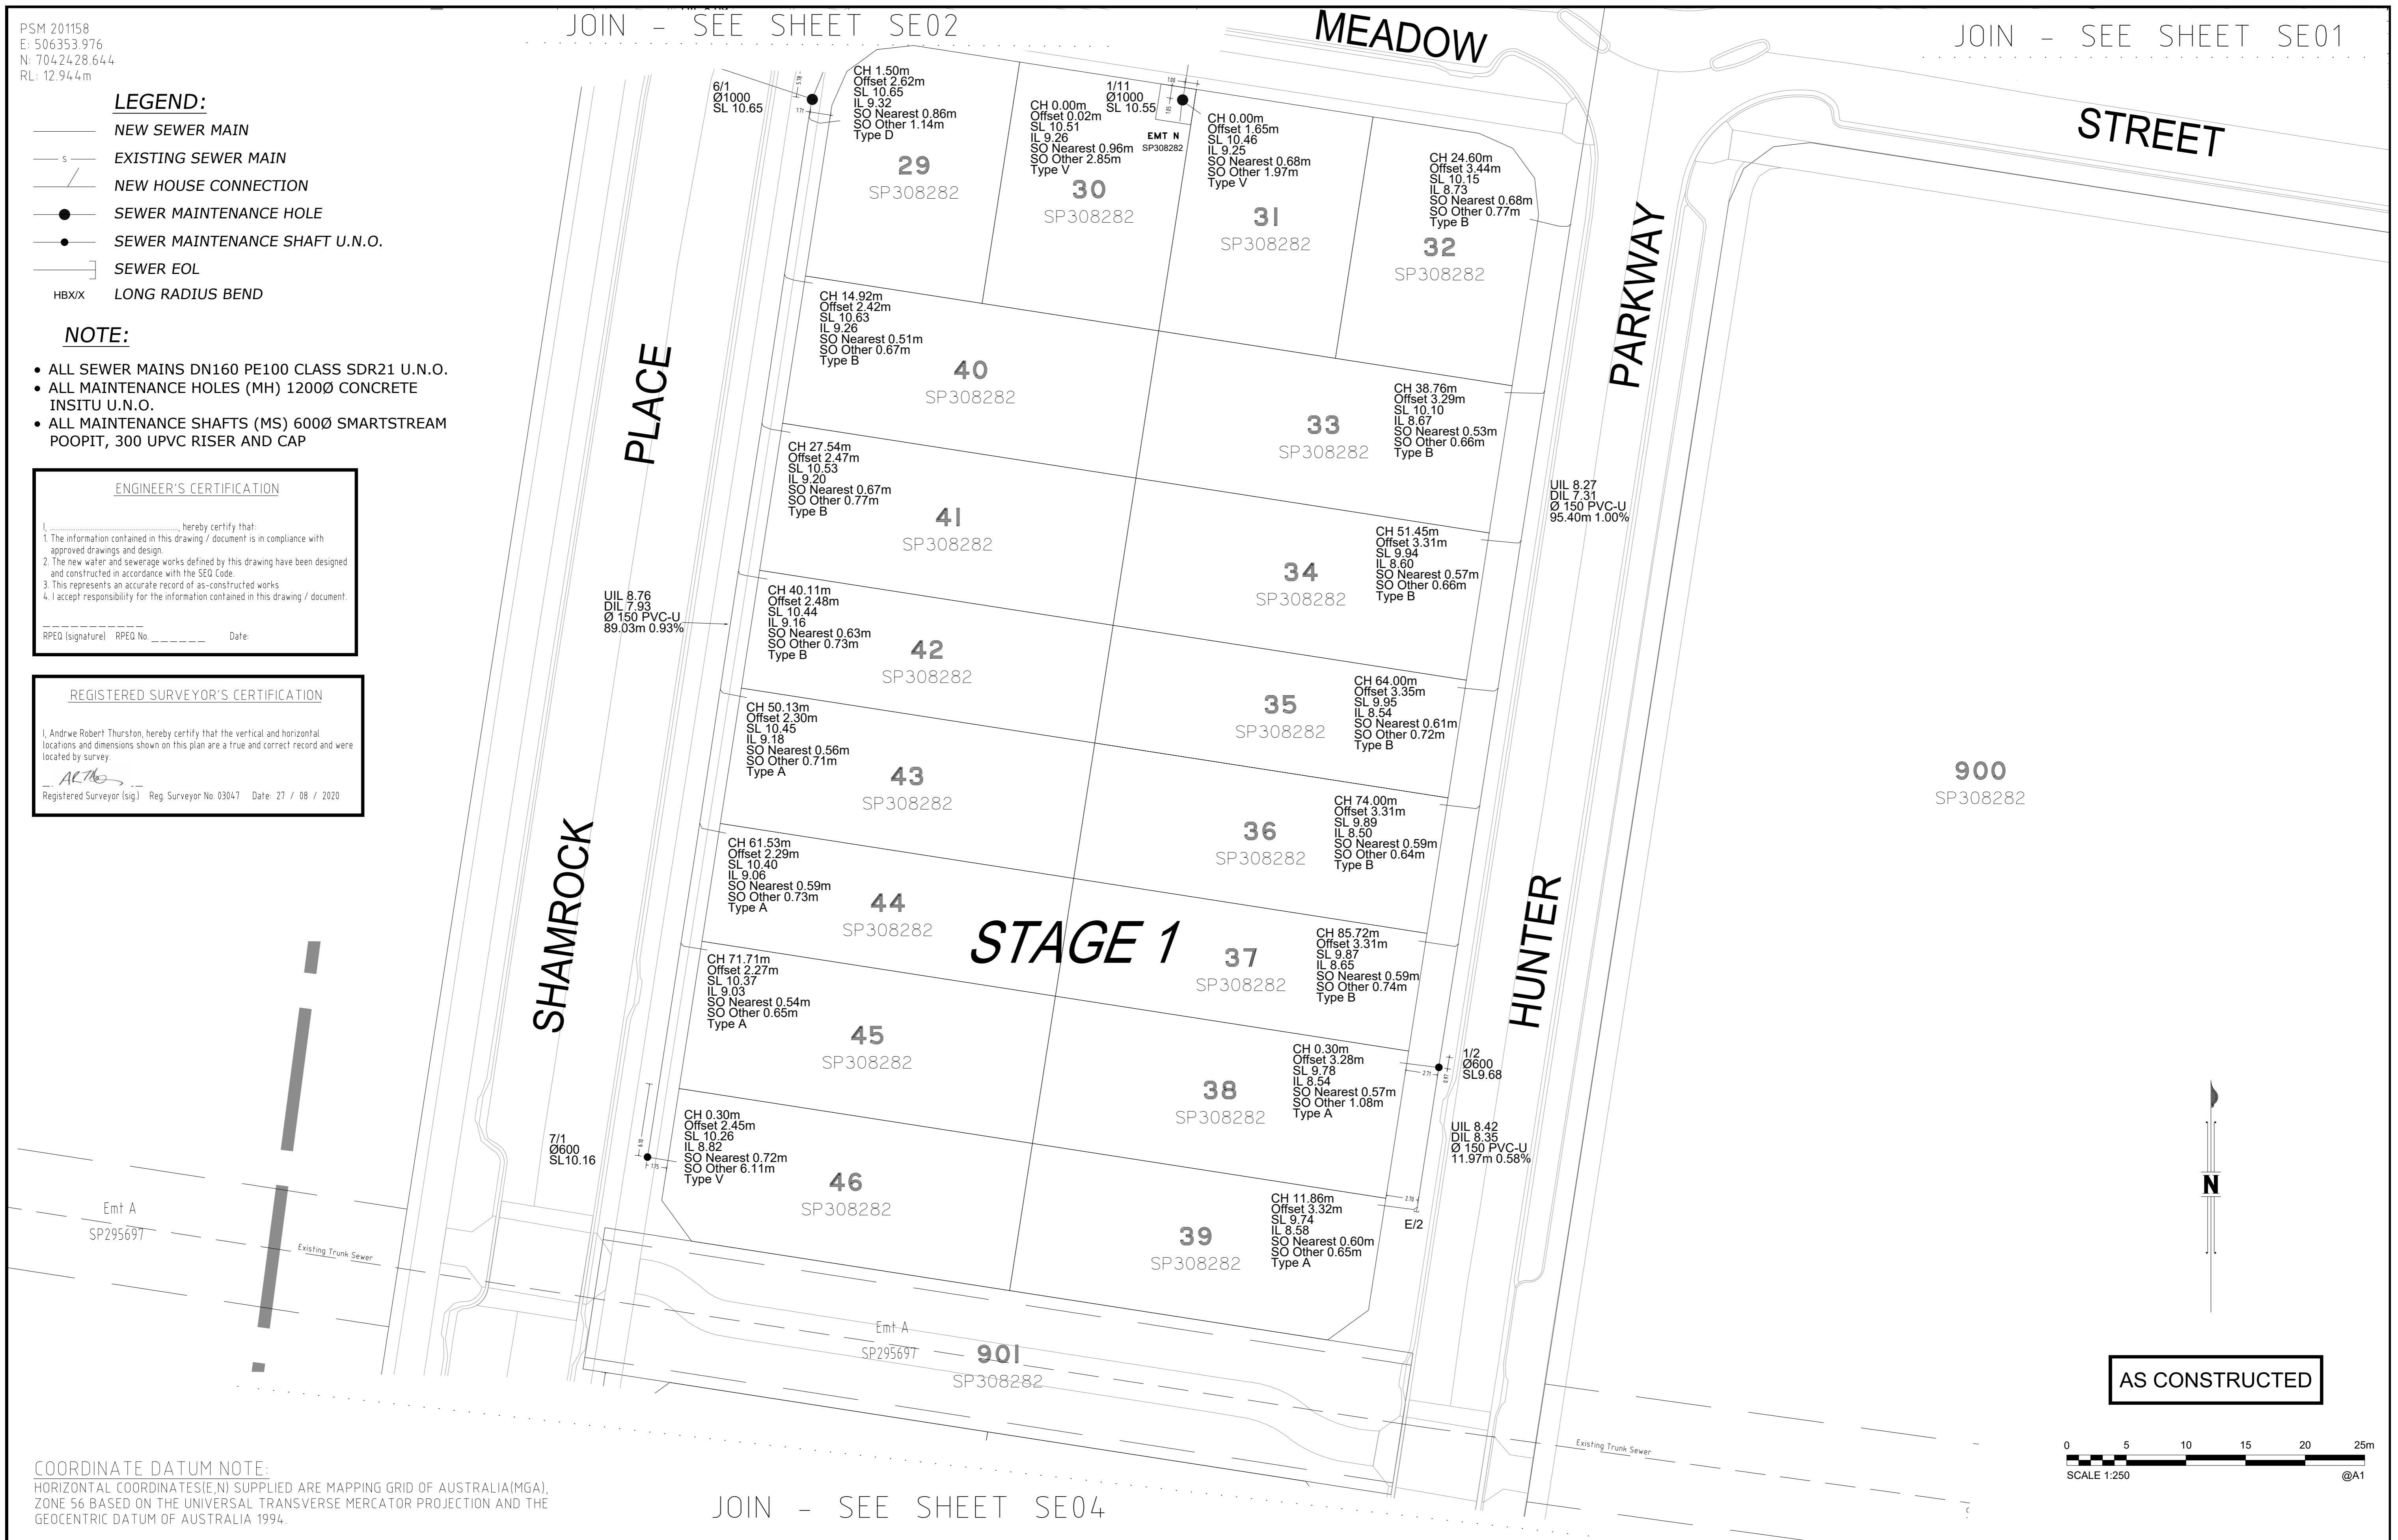 JOIN - SEE SHEET SE02
JOIN - SEE SHEET SE01
PSM 201158
E: 506353.976
N: 7042428.644
RL: 12.944m
LEGEND:
NEW SEWER MAIN
S
EXISTING SEWER MAIN
NEW HOUSE CONNECTION
SEWER MAINTENANCE HOLE
SEWER MAINTENANCE SHAFT U.N.O.
SEWER EOL
HBX/X
LONG RADIUS BEND
NOTE:
• ALL SEWER MAINS DN160 PE100 CLASS SDR21 U.N.O.
• ALL MAINTENANCE HOLES (MH) 1200Ø CONCRETE
INSITU U.N.O.
• ALL MAINTENANCE SHAFTS (MS) 600Ø SMARTSTREAM
POOPIT, 300 UPVC RISER AND CAP
ENGINEER'S CERTIFICATION
I, ........................................, hereby certify that:
1. The information contained in this drawing / document is in compliance with
approved drawings and design.
2. The new water and sewerage works defined by this drawing have been designed
and constructed in accordance with the SEQ Code.
3. This represents an accurate record of as-constructed works
4. I accept responsibility for the information contained in this drawing / document.
RPEQ (signature) RPEQ No. _ _ _ _ _ _ Date:
REGISTERED SURVEYOR'S CERTIFICATION
I, Andrwe Robert Thurston, hereby certify that the vertical and horizontal
locations and dimensions shown on this plan are a true and correct record and were
located by survey.
Registered Surveyor (sig.) Reg. Surveyor No. 03047 Date: 27 / 08 / 2020
MEADOW
STREET
6/1
Ø1000
SL 10.65
1.71
CH 1.50m
Offset 2.62m
SL 10.65
IL 9.32
SO Nearest 0.86m
SO Other 1.14m
Type D
29
SP308282
CH 0.00m
Offset 0.02m
SL 10.51
IL 9.26
SO Nearest 0.96m
SO Other 2.85m
Type V
30
SP308282
1/11
Ø1000
SL 10.55
1.00
1.85
EMT N
SP308282
CH 0.00m
Offset 1.65m
SL 10.46
IL 9.25
SO Nearest 0.68m
SO Other 1.97m
Type V
31
SP308282
CH 24.60m
Offset 3.44m
SL 10.15
IL 8.73
SO Nearest 0.68m
SO Other 0.77m
Type B
32
SP308282
PLACE
PARKWAY
CH 14.92m
Offset 2.42m
SL 10.63
IL 9.26
SO Nearest 0.51m
SO Other 0.67m
Type B
40
SP308282
CH 38.76m
Offset 3.29m
SL 10.10
IL 8.67
SO Nearest 0.53m
SO Other 0.66m
Type B
33
SP308282
CH 27.54m
Offset 2.47m
SL 10.53
IL 9.20
SO Nearest 0.67m
SO Other 0.77m
Type B
41
SP308282
UIL 8.27
DIL 7.31
Ø 150 PVC-U
95.40m 1.00%
CH 51.45m
Offset 3.31m
SL 9.94
IL 8.60
SO Nearest 0.57m
SO Other 0.66m
Type B
34
SP308282
UIL 8.76
DIL 7.93
Ø 150 PVC-U
89.03m 0.93%
CH 40.11m
Offset 2.48m
SL 10.44
IL 9.16
SO Nearest 0.63m
SO Other 0.73m
Type B
42
SP308282
CH 64.00m
Offset 3.35m
SL 9.95
IL 8.54
SO Nearest 0.61m
SO Other 0.72m
Type B
35
SP308282
CH 50.13m
Offset 2.30m
SL 10.45
IL 9.18
SO Nearest 0.56m
SO Other 0.71m
Type A
43
SP308282
900
SP308282
CH 74.00m
Offset 3.31m
SL 9.89
IL 8.50
SO Nearest 0.59m
SO Other 0.64m
Type B
36
SP308282
SHAMROCK
HUNTER
CH 61.53m
Offset 2.29m
SL 10.40
IL 9.06
SO Nearest 0.59m
SO Other 0.73m
Type A
44
SP308282
STAGE 1
CH 85.72m
Offset 3.31m
SL 9.87
IL 8.65
SO Nearest 0.59m
SO Other 0.74m
Type B
37
SP308282
CH 71.71m
Offset 2.27m
SL 10.37
IL 9.03
SO Nearest 0.54m
SO Other 0.65m
Type A
45
SP308282
CH 0.30m
Offset 3.28m
SL 9.78
IL 8.54
SO Nearest 0.57m
SO Other 1.08m
Type A
38
SP308282
2.71
0.97
1/2
Ø600
SL9.68
UIL 8.42
DIL 8.35
Ø 150 PVC-U
11.97m 0.58%
7/1
Ø600
SL10.16
6.10
1.75
CH 0.30m
Offset 2.45m
SL 10.26
IL 8.82
SO Nearest 0.72m
SO Other 6.11m
Type V
46
SP308282
CH 11.86m
Offset 3.32m
SL 9.74
IL 8.58
SO Nearest 0.60m
SO Other 0.65m
Type A
39
SP308282
2.70
E/2
N
Emt A
SP295697
Existing Trunk Sewer
Emt A
SP295697
901
SP308282
Existing Trunk Sewer
AS CONSTRUCTED
0 5 10 15 20 25m
SCALE 1:250
@A1
COORDINATE DATUM NOTE:
HORIZONTAL COORDINATES(E,N) SUPPLIED ARE MAPPING GRID OF AUSTRALIA(MGA),
ZONE 56 BASED ON THE UNIVERSAL TRANSVERSE MERCATOR PROJECTION AND THE
GEOCENTRIC DATUM OF AUSTRALIA 1994.
JOIN - SEE SHEET SE04